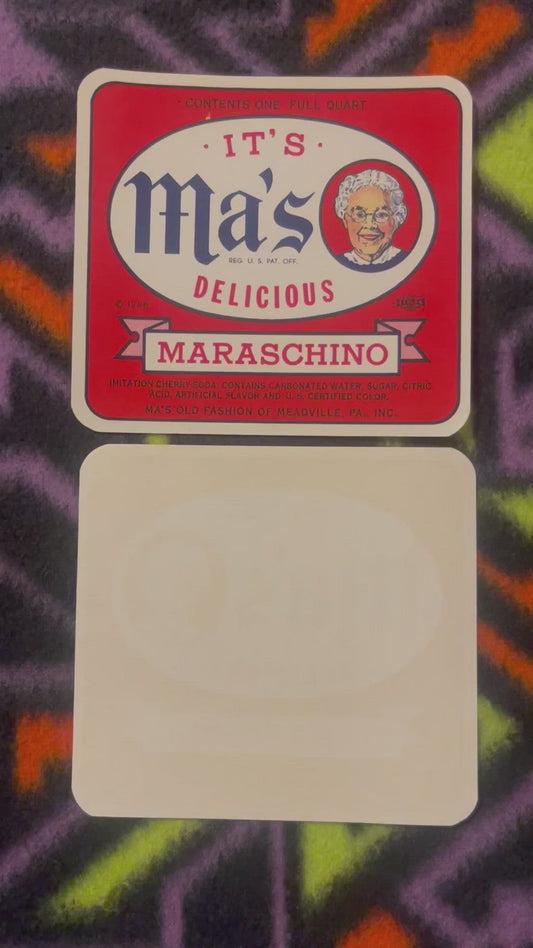 · CONTENTS ONE FULL QUART
· IT'S ·
Ma's
REG. U. S. PAT. OFF.
DELICIOUS
MARASCHINO
IMITATION CHERRY SODA. CONTAINS CARBONATED WATER, SUGAR, CITRIC
ACID, ARTIFICIAL FLAVOR AND U. S. CERTIFIED COLOR.
MA'S OLD FASHION OF MEADVILLE, PA., INC.